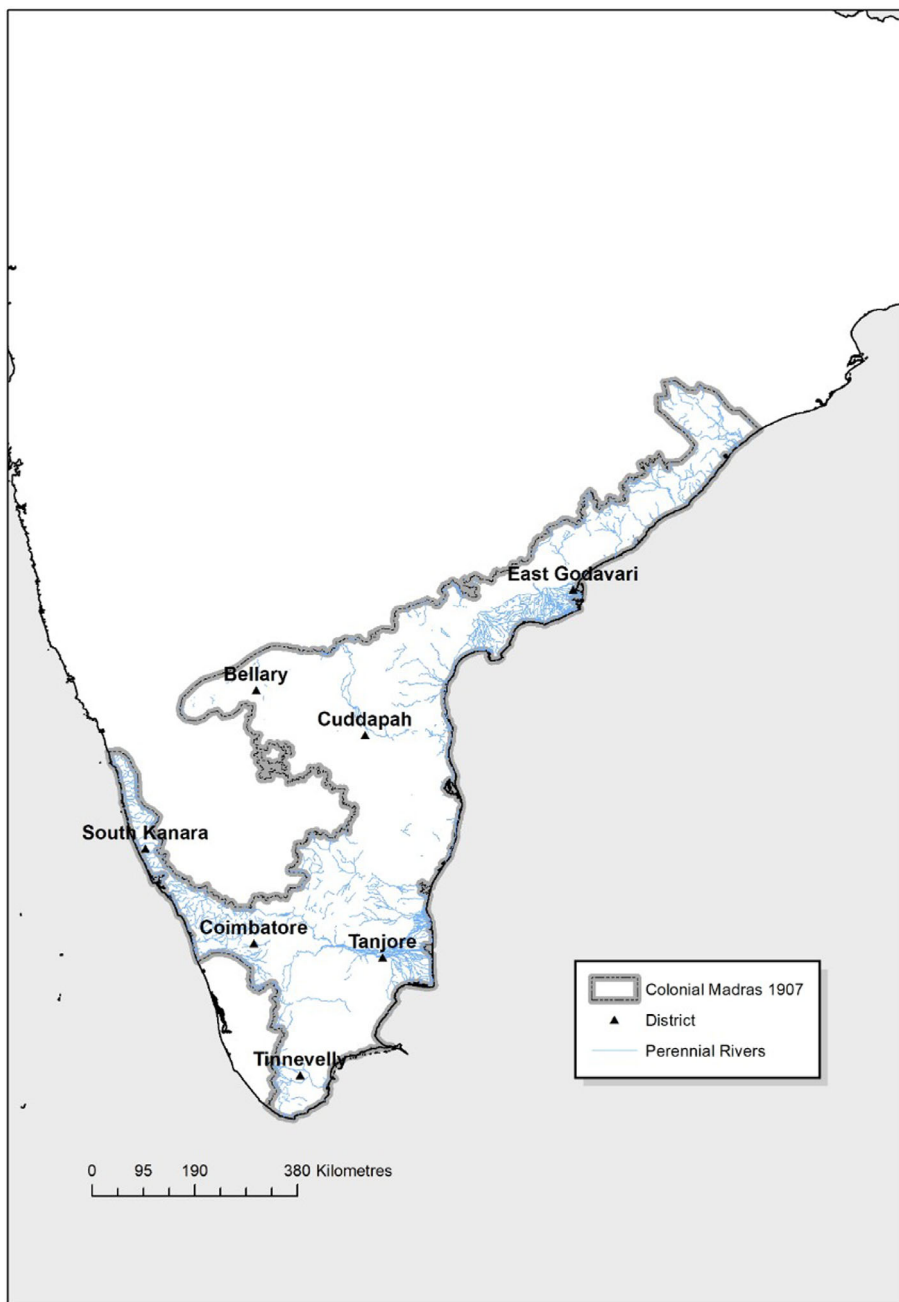 East Godavari
Bellary
Cuddapah
South Kanara
Coimbatore
Tanjore
Tinnevelly
Colonial Madras 1907
District
Perennial Rivers
0 95 190 380 Kilometres